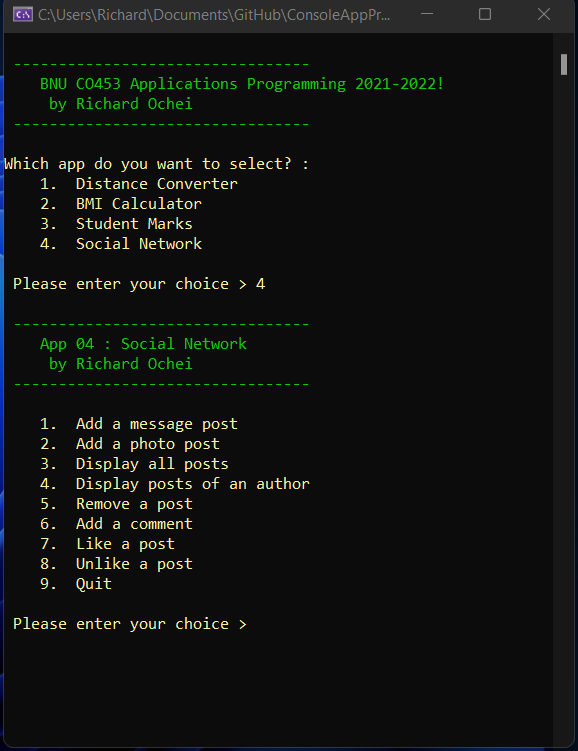 C:\Users\Richard\Documents\GitHub\ConsoleAppPr...
---------------------------------
BNU CO453 Applications Programming 2021-2022!
by Richard Ochei
---------------------------------
Which app do you want to select? :
1. Distance Converter
2. BMI Calculator
3. Student Marks
4. Social Network
Please enter your choice > 4
---------------------------------
App 04 : Social Network
by Richard Ochei
---------------------------------
1. Add a message post
2. Add a photo post
3. Display all posts
4. Display posts of an author
5. Remove a post
6. Add a comment
7. Like a post
8. Unlike a post
9. Quit
Please enter your choice >